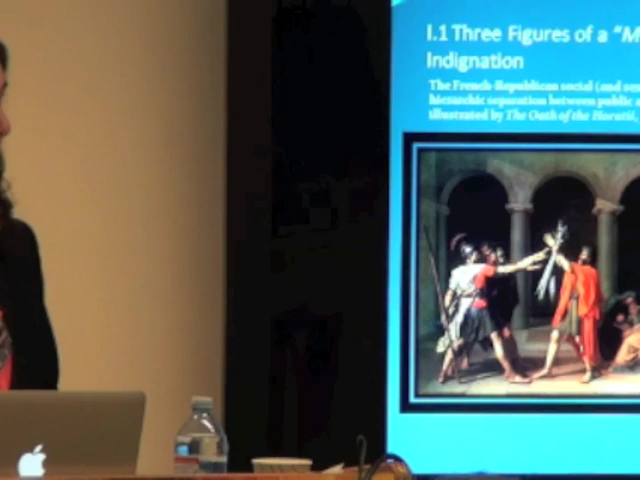 I.1 Three Figures of a "M
Indignation
The French-Republican social (and sex
hierarchic separation between public a
illustrated by The Oath of the Horatii,